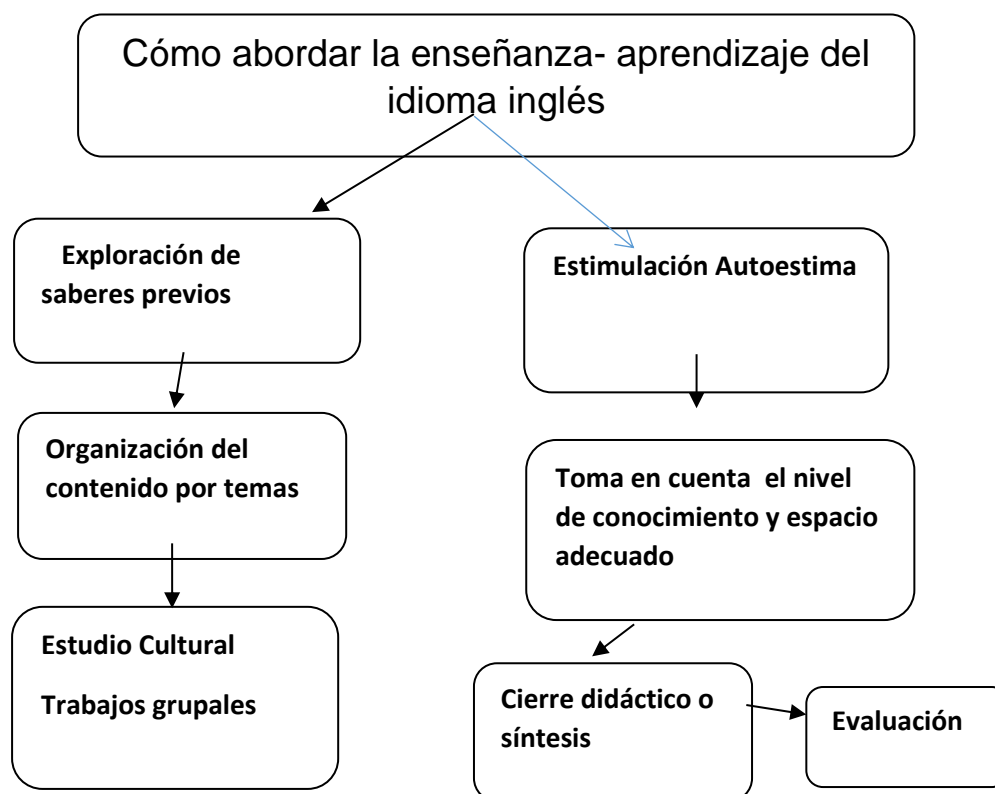 Cómo abordar la enseñanza- aprendizaje del
idioma inglés
Exploración de
saberes previos
Estimulación Autoestima
Organización del
contenido por temas
Toma en cuenta el nivel
de conocimiento y espacio
adecuado
Estudio Cultural
Trabajos grupales
Cierre didáctico o
síntesis
Evaluación